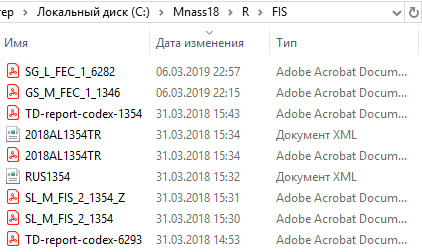 тер > Локальный диск (C:) > Mnass18 > R > FIS
Имя Дата изменения Тип
SG_L_FEC_1_6282 06.03.2019 22:57 Adobe Acrobat Docum...
GS_M_FEC_1_1346 06.03.2019 22:15 Adobe Acrobat Docum...
TD-report-codex-1354 31.03.2018 15:43 Adobe Acrobat Docum...
2018AL1354TR 31.03.2018 15:34 Документ XML
2018AL1354TR 31.03.2018 15:34 Adobe Acrobat Docum...
RUS1354 31.03.2018 15:32 Документ XML
SL_M_FIS_2_1354_Z 31.03.2018 15:31 Adobe Acrobat Docum...
SL_M_FIS_2_1354 31.03.2018 15:30 Adobe Acrobat Docum...
TD-report-codex-6293 31.03.2018 14:53 Adobe Acrobat Docum...